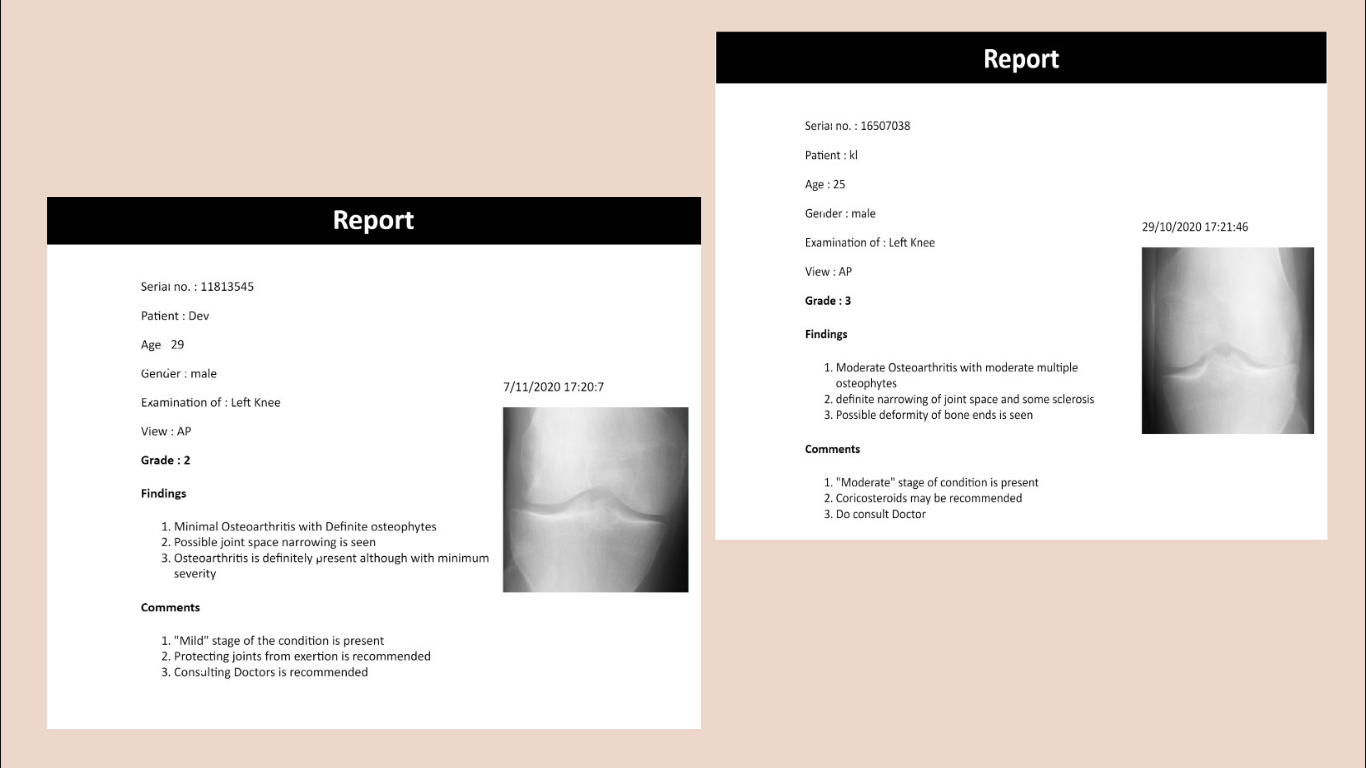 Report
Serial no. : 11813545
Patient : Dev
Age 29
Gender : male
Examination of : Left Knee
View : AP
Grade : 2
Findings
1. Minimal Osteoarthritis with Definite osteophytes
2. Possible joint space narrowing is seen
3. Osteoarthritis is definitely present although with minimum
severity
Comments
1. "Mild" stage of the condition is present
2. Protecting joints from exertion is recommended
3. Consulting Doctors is recommended
7/11/2020 17:20:7
Report
Serial no. : 16507038
Patient : kl
Age : 25
Gender : male
Examination of : Left Knee
View : AP
Grade : 3
Findings
1. Moderate Osteoarthritis with moderate multiple
osteophytes
2. definite narrowing of joint space and some sclerosis
3. Possible deformity of bone ends is seen
Comments
1. "Moderate" stage of condition is present
2. Coricosteroids may be recommended
3. Do consult Doctor
29/10/2020 17:21:46